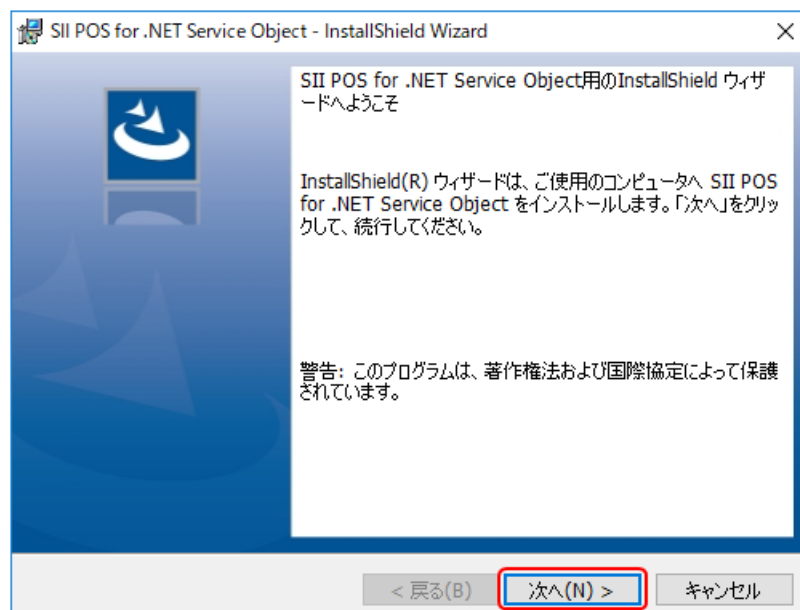 SII POS for .NET Service Object - InstallShield Wizard
SII POS for .NET Service Object用のInstallShield ウィザ
ードへようこそ
InstallShield(R) ウィザードは、ご使用のコンピュータへ SII POS
for .NET Service Object をインストールします。「次へ」をクリッ
クして、続行してください。
警告: このプログラムは、著作権法および国際協定によって保護
されています。
< 戻る(B)
次へ(N) >
キャンセル